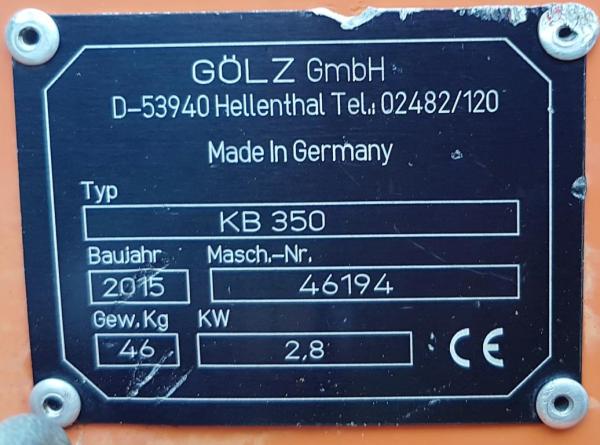 GÖLZ GmbH
D-53940 Hellenthal Tel.: 02482/120
Made In Germany
Typ
KB 350
Baujahr Masch.-Nr.
2015 46194
Gew.Kg KW
46 2,8 CE